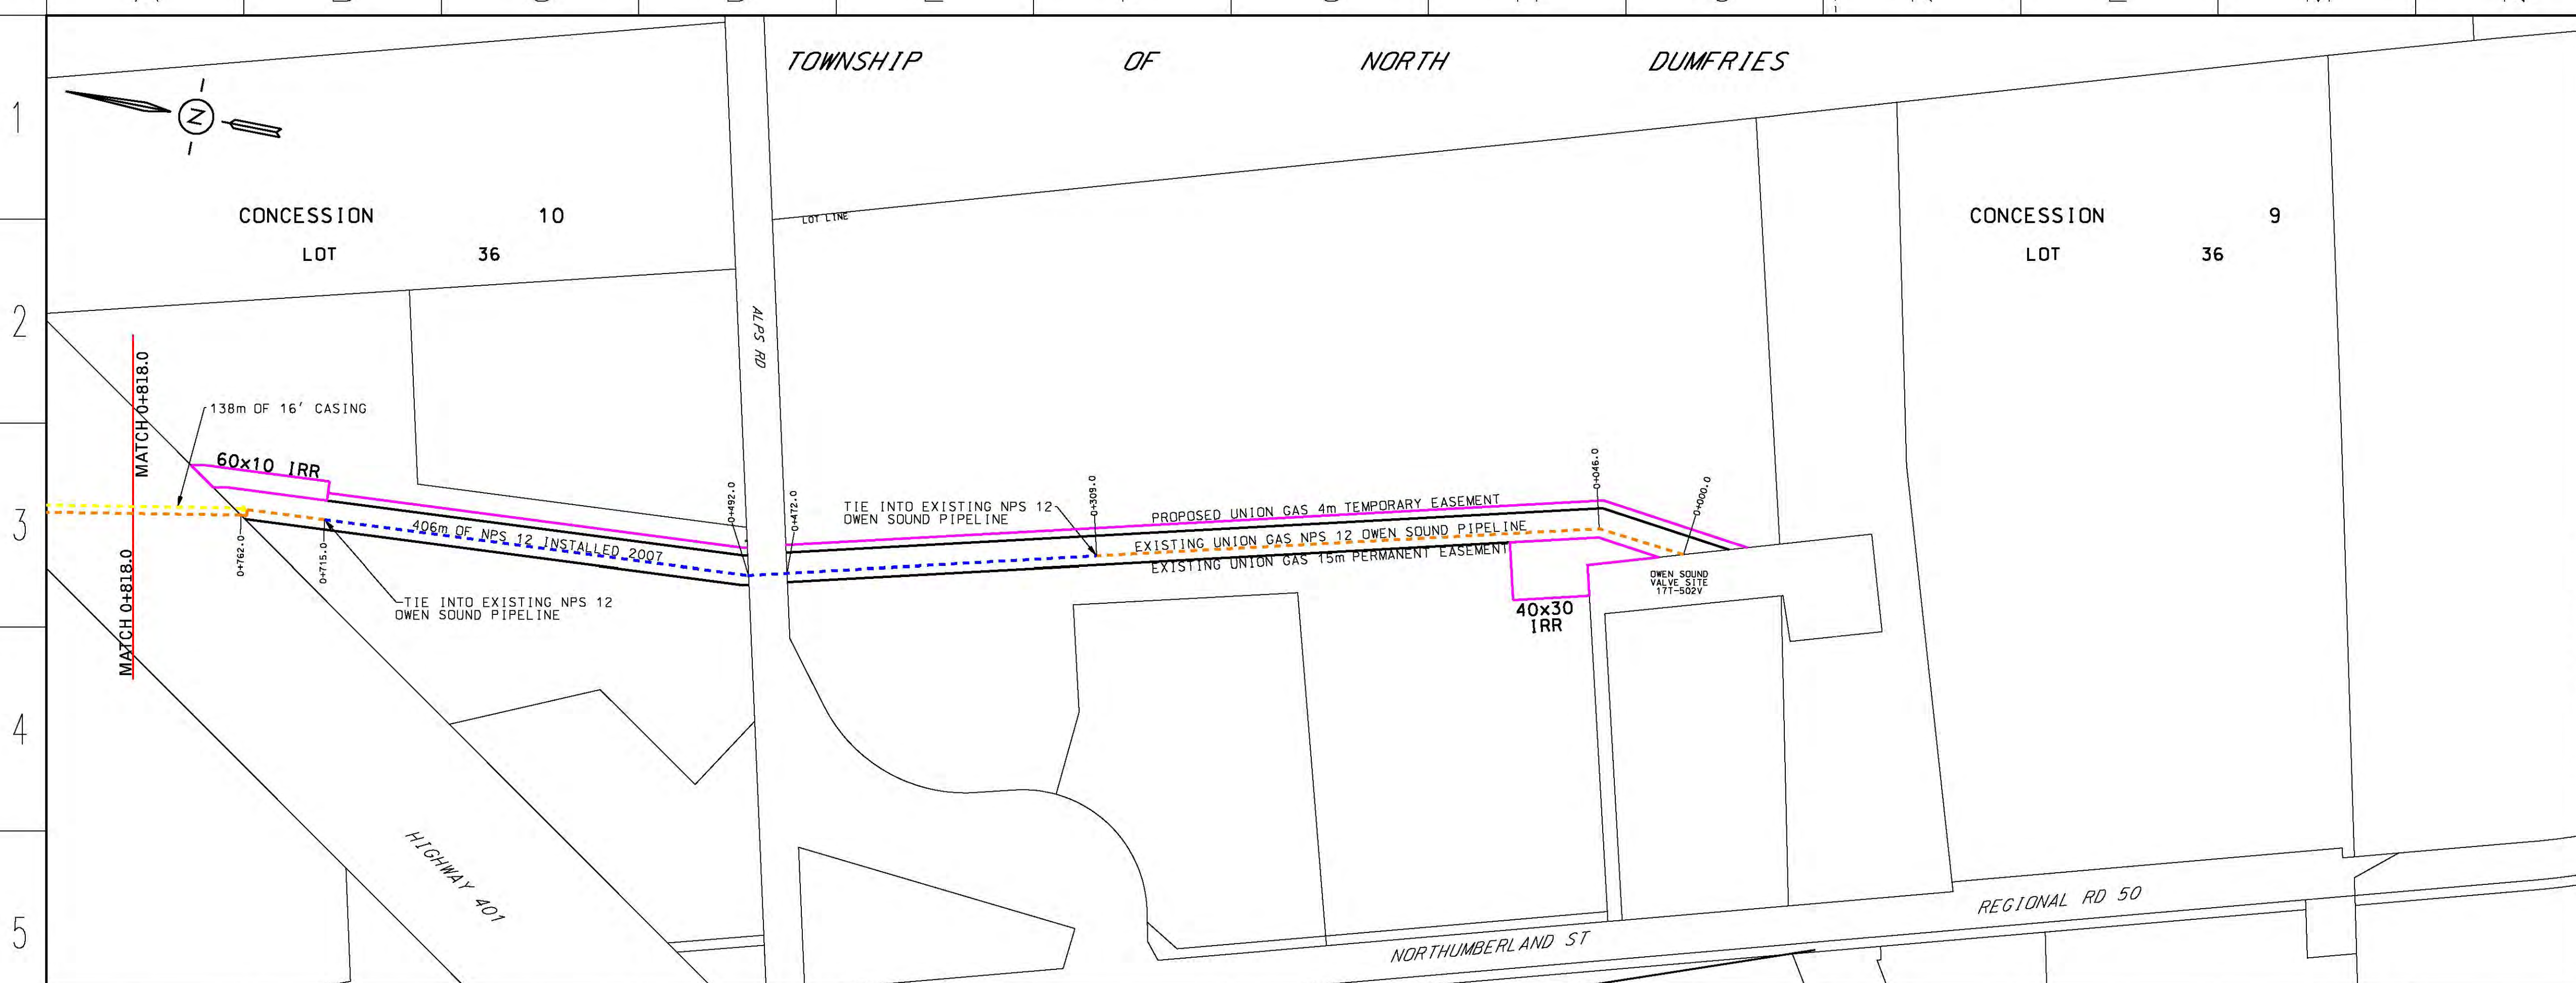 TOWNSHIP OF NORTH DUMFRIES
1
Z
CONCESSION 10
LOT 36
LOT LINE
CONCESSION 9
LOT 36
2
ALPS RD
MATCH 0+818.0
138m OF 16' CASING
60x10 IRR
3
0+492.0
0+472.0
TIE INTO EXISTING NPS 12
OWEN SOUND PIPELINE
0+309.0
PROPOSED UNION GAS 4m TEMPORARY EASEMENT
0+046.0
0+000.0
406m OF NPS 12 INSTALLED 2007
EXISTING UNION GAS NPS 12 OWEN SOUND PIPELINE
EXISTING UNION GAS 15m PERMANENT EASEMENT
MATCH 0+818.0
0+762.0
0+715.0
TIE INTO EXISTING NPS 12
OWEN SOUND PIPELINE
OWEN SOUND
VALVE SITE
17T-502V
40x30
IRR
4
HIGHWAY 401
5
REGIONAL RD 50
NORTHUMBERLAND ST